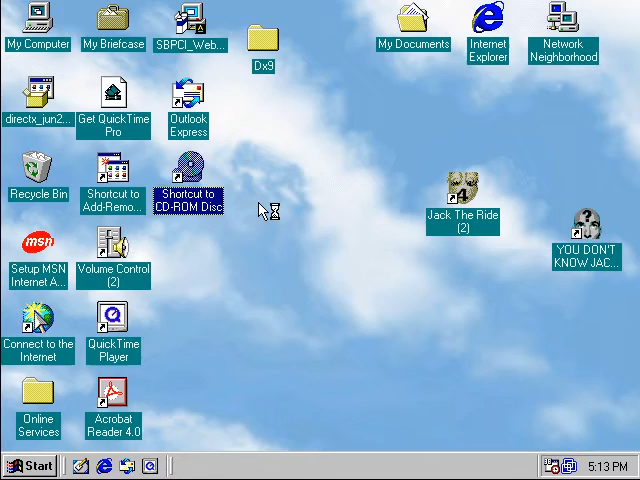 My Computer
My Briefcase
SBPCI_Web...
Dx9
My Documents
Internet
Explorer
Network
Neighborhood
directx_jun2...
Get QuickTime
Pro
Outlook
Express
Recycle Bin
Shortcut to
Add-Remo...
Shortcut to
CD-ROM Disc
4
Jack The Ride
(2)
?
YOU DON'T
KNOW JAC...
msn
Setup MSN
Internet A...
Volume Control
(2)
Connect to the
Internet
QuickTime
Player
Online
Services
Acrobat
Reader 4.0
Start
5:13 PM